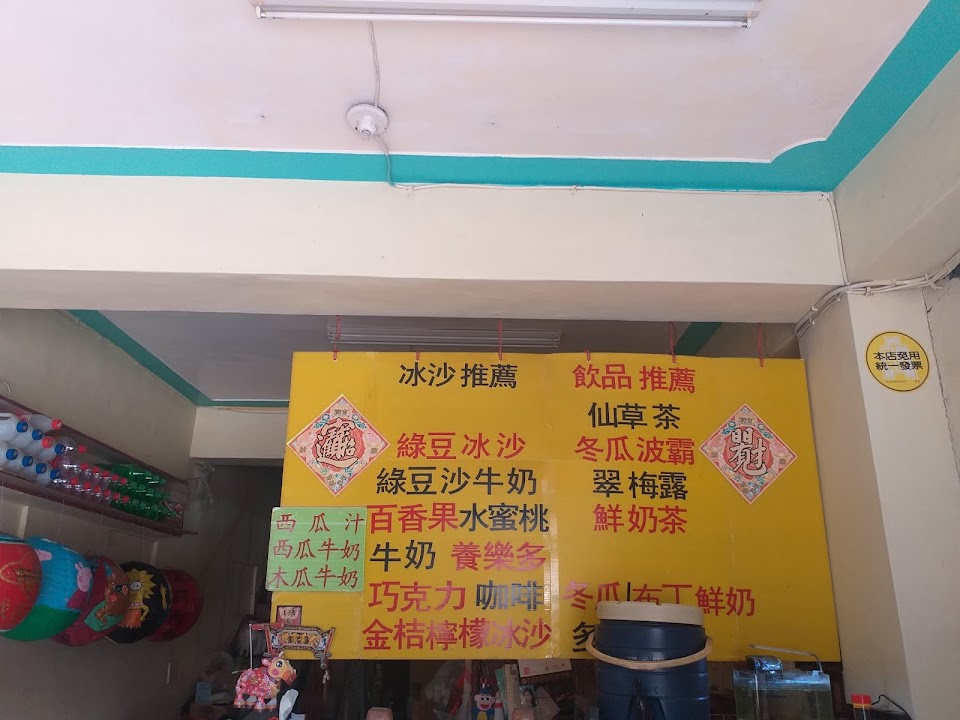 冰沙 推薦
綠豆冰沙
綠豆沙牛奶
百香果 水蜜桃
牛奶 養樂多
巧克力 咖啡
金桔檸檬冰沙
飲品 推薦
仙草茶
冬瓜波霸
翠梅露
鮮奶茶
冬瓜 布丁鮮奶
西瓜汁
西瓜牛奶
木瓜牛奶
本店免用
統一發票